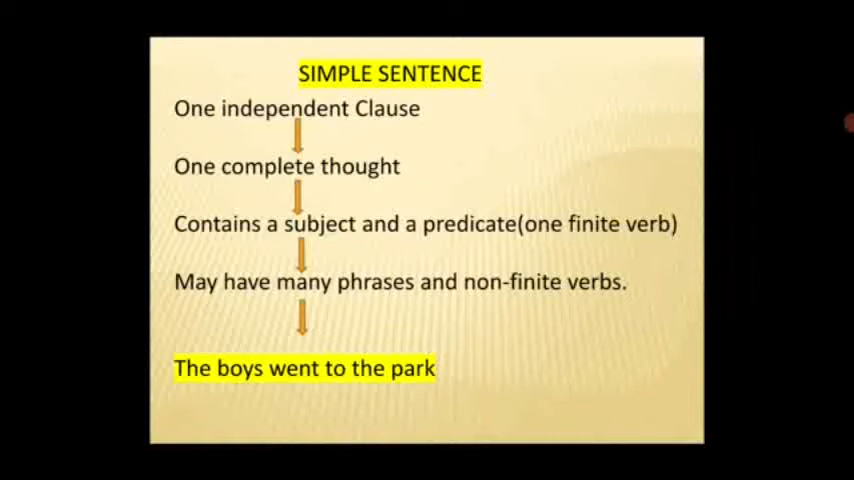 SIMPLE SENTENCE
One independent Clause
One complete thought
Contains a subject and a predicate(one finite verb)
May have many phrases and non-finite verbs.
The boys went to the park